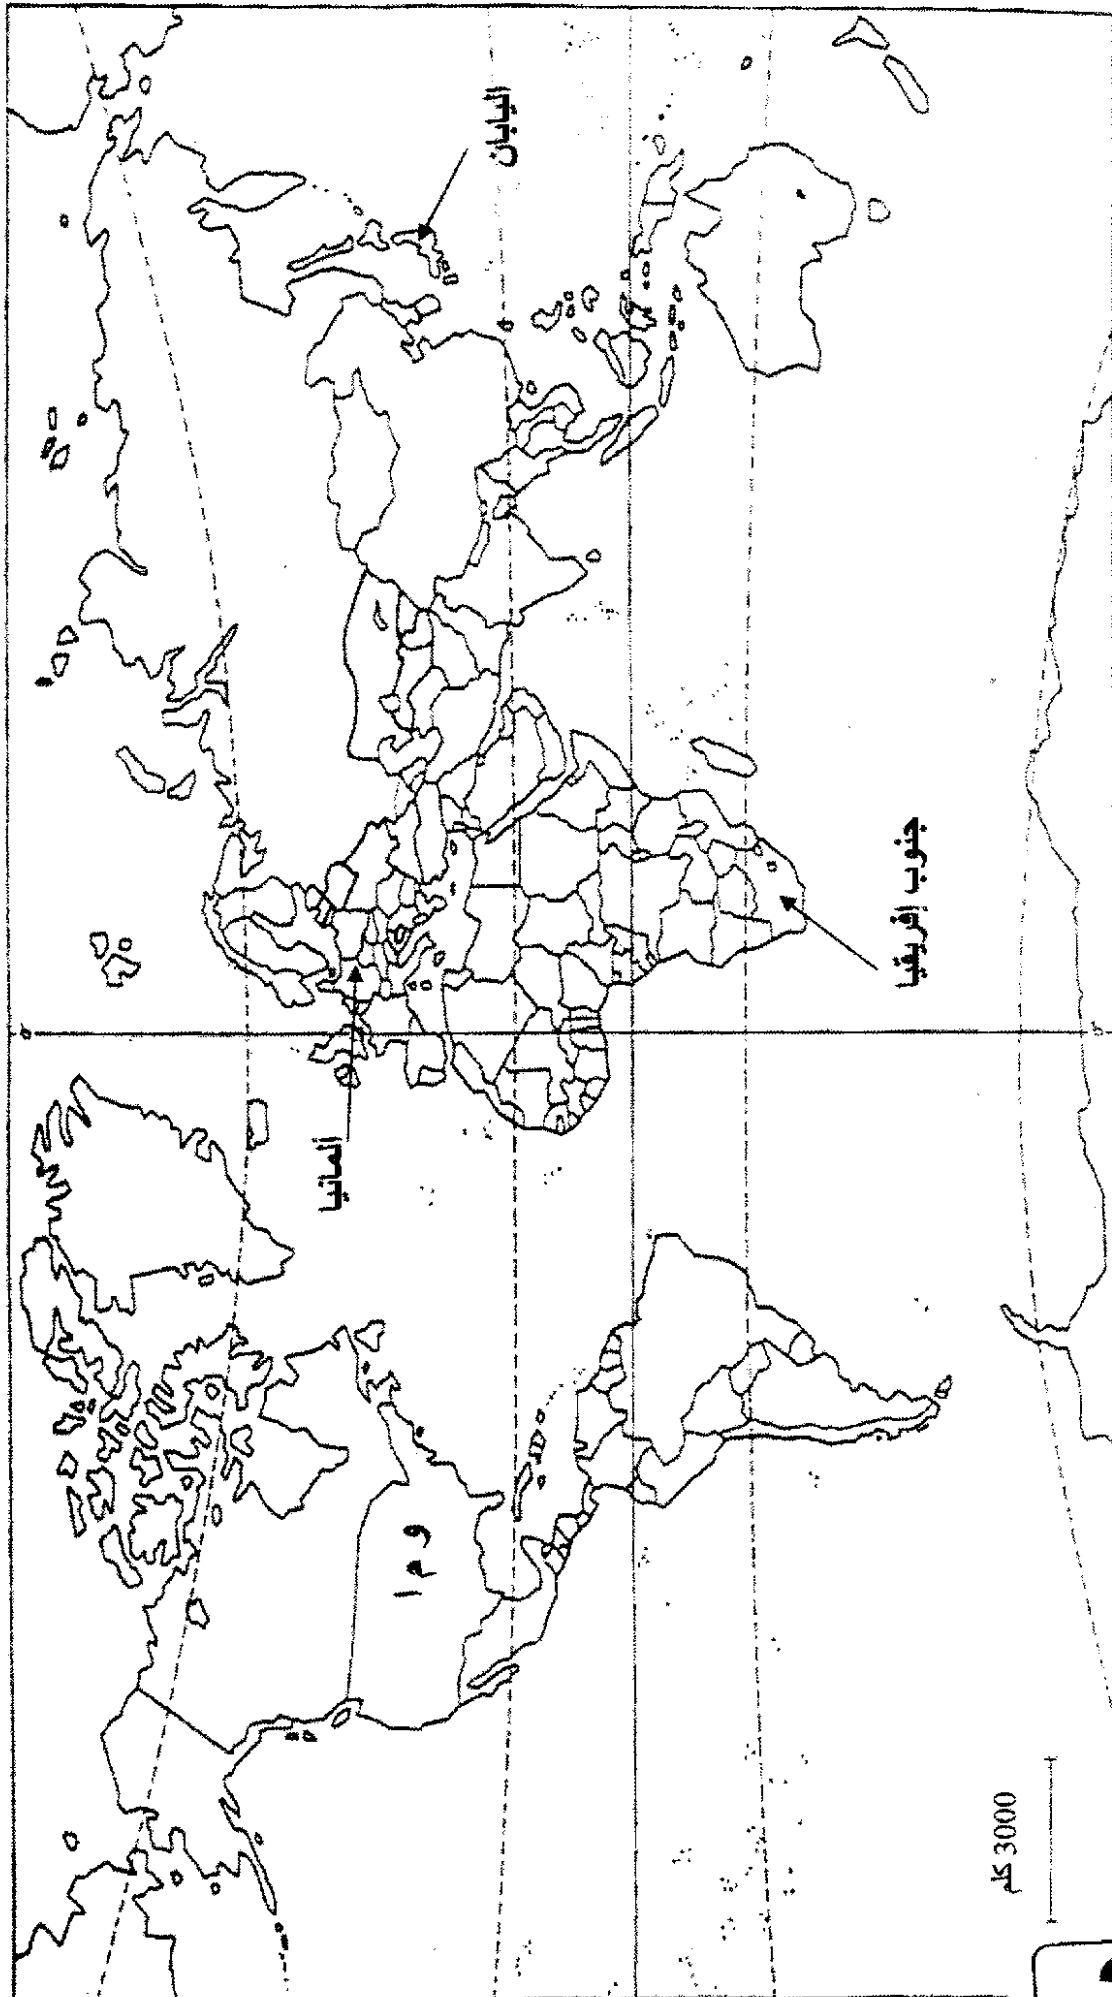 اليابان
ألمانيا
و م ا
جنوب إفريقيا
3000 كلم